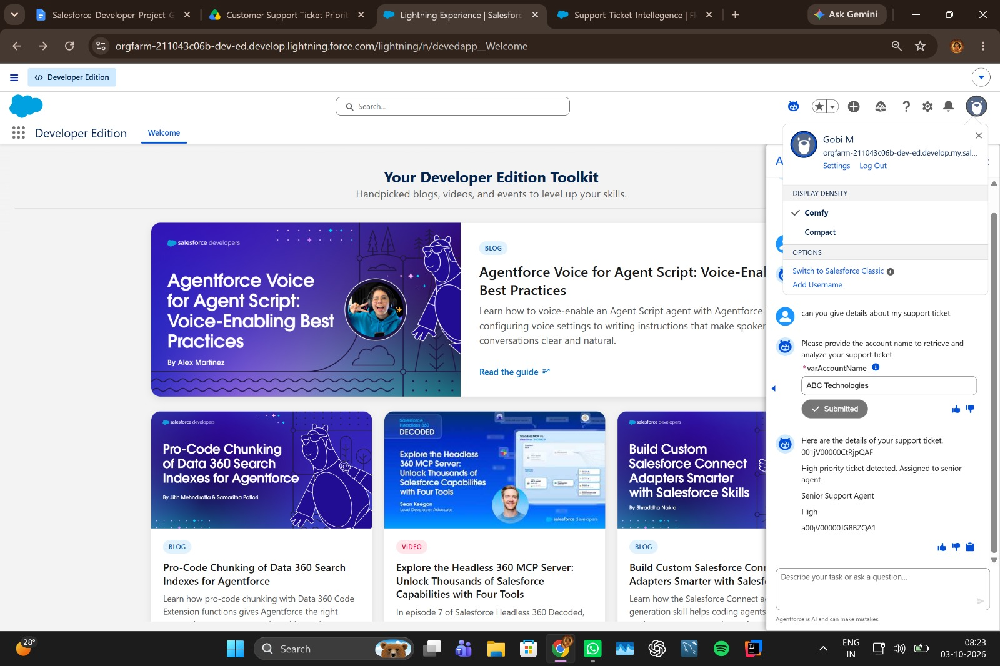 Salesforce_Developer_Project_G
Customer Support Ticket Priorit
Lightning Experience | Salesforc
Support_Ticket_Intellegence | Fl
Ask Gemini
orgfarm-211043c06b-dev-ed.develop.lightning.force.com/lightning/n/devedapp__Welcome
Developer Edition
Search...
Developer Edition
Welcome
Gobi M
orgfarm-211043c06b-dev-ed.develop.my.sal...
Settings Log Out
DISPLAY DENSITY
Comfy
Compact
OPTIONS
Switch to Salesforce Classic
Add Username
Your Developer Edition Toolkit
Handpicked blogs, videos, and events to level up your skills.
salesforce developers
Agentforce Voice
for Agent Script:
Voice-Enabling Best
Practices
By Alex Martinez
BLOG
Agentforce Voice for Agent Script: Voice-Enal
Best Practices
Learn how to voice-enable an Agent Script agent with Agentforce
configuring voice settings to writing instructions that make spoken
conversations clear and natural.
Read the guide
salesforce developers
Pro-Code Chunking
of Data 360 Search
Indexes for Agentforce
By Jitin Mehndiratta & Samaritha Pattori
BLOG
Pro-Code Chunking of Data 360 Search
Indexes for Agentforce
Learn how pro-code chunking with Data 360 Code
Extension functions gives Agentforce the right
Salesforce
Headless 360
DECODED
Explore the Headless
360 MCP Server:
Unlock Thousands of
Salesforce Capabilities
with Four Tools
Sean Keegan
Lead Developer Advocate
salesforce developers
VIDEO
Explore the Headless 360 MCP Server:
Unlock Thousands of Salesforce
Capabilities with Four Tools
In episode 7 of Salesforce Headless 360 Decoded,
salesforce developers
Build Custom
Salesforce Connect
Adapters Smarter
with Salesforce Skills
By Shraddha Nakra
BLOG
Build Custom Salesforce Conn
Adapters Smarter with Salesf
Learn how the Salesforce Connect a
generation skill helps coding agents
A
can you give details about my support ticket
Please provide the account name to retrieve and
analyze your support ticket.
*varAccountName
ABC Technologies
Submitted
Here are the details of your support ticket.
001jV00000CtRjpQAF
High priority ticket detected. Assigned to senior
agent.
Senior Support Agent
High
a00jV00000JG8BZQA1
Describe your task or ask a question...
Agentforce is AI and can make mistakes.
28°
Search
ENG
IN
08:23
03-10-2026